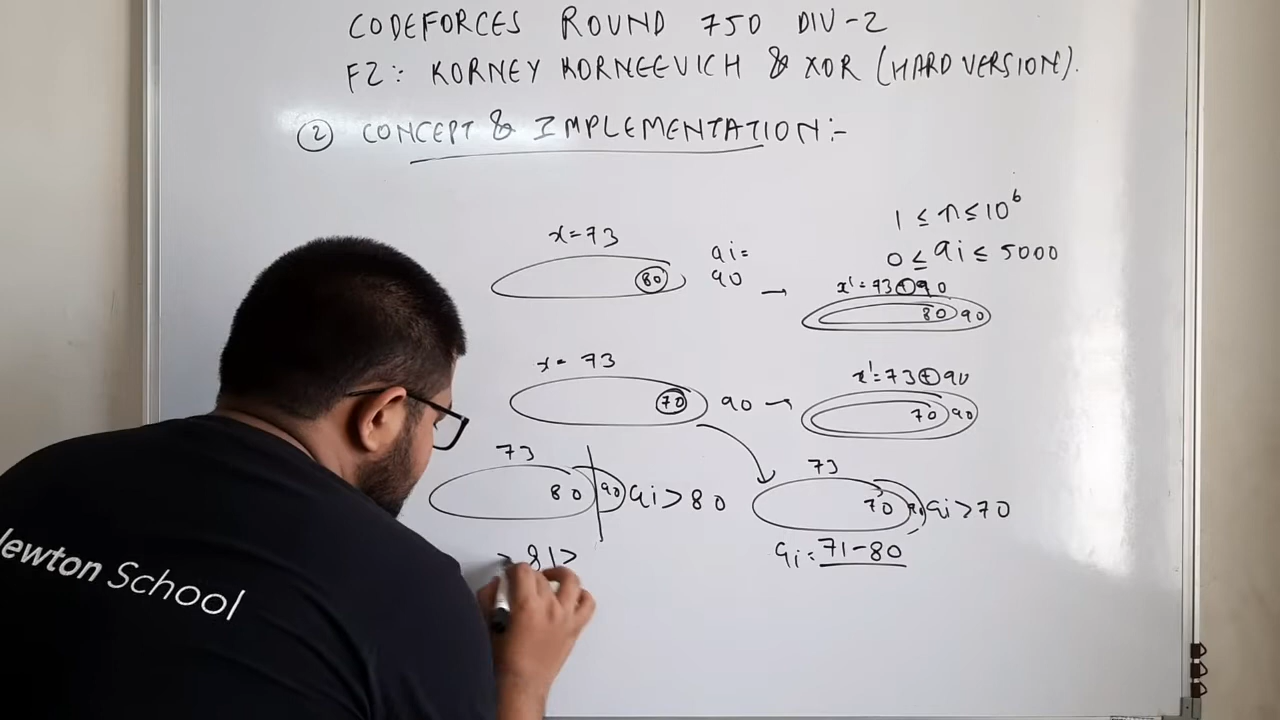 CODEFORCES ROUND 750 DIV-2
F2:- KORNEY KORNEEVICH & XOR (HARD VERSION).
② CONCEPT & IMPLEMENTATION:-
1 ≤ n ≤ 10^6
0 ≤ ai ≤ 5000
x=73
80
ai=
90 →
x'=73⊕90
80 90
x=73
70
90 →
x'=73⊕90
70 90
73
80 90 ai>80
73
70 90 ai>70
>81>
ai=71-80
Newton School